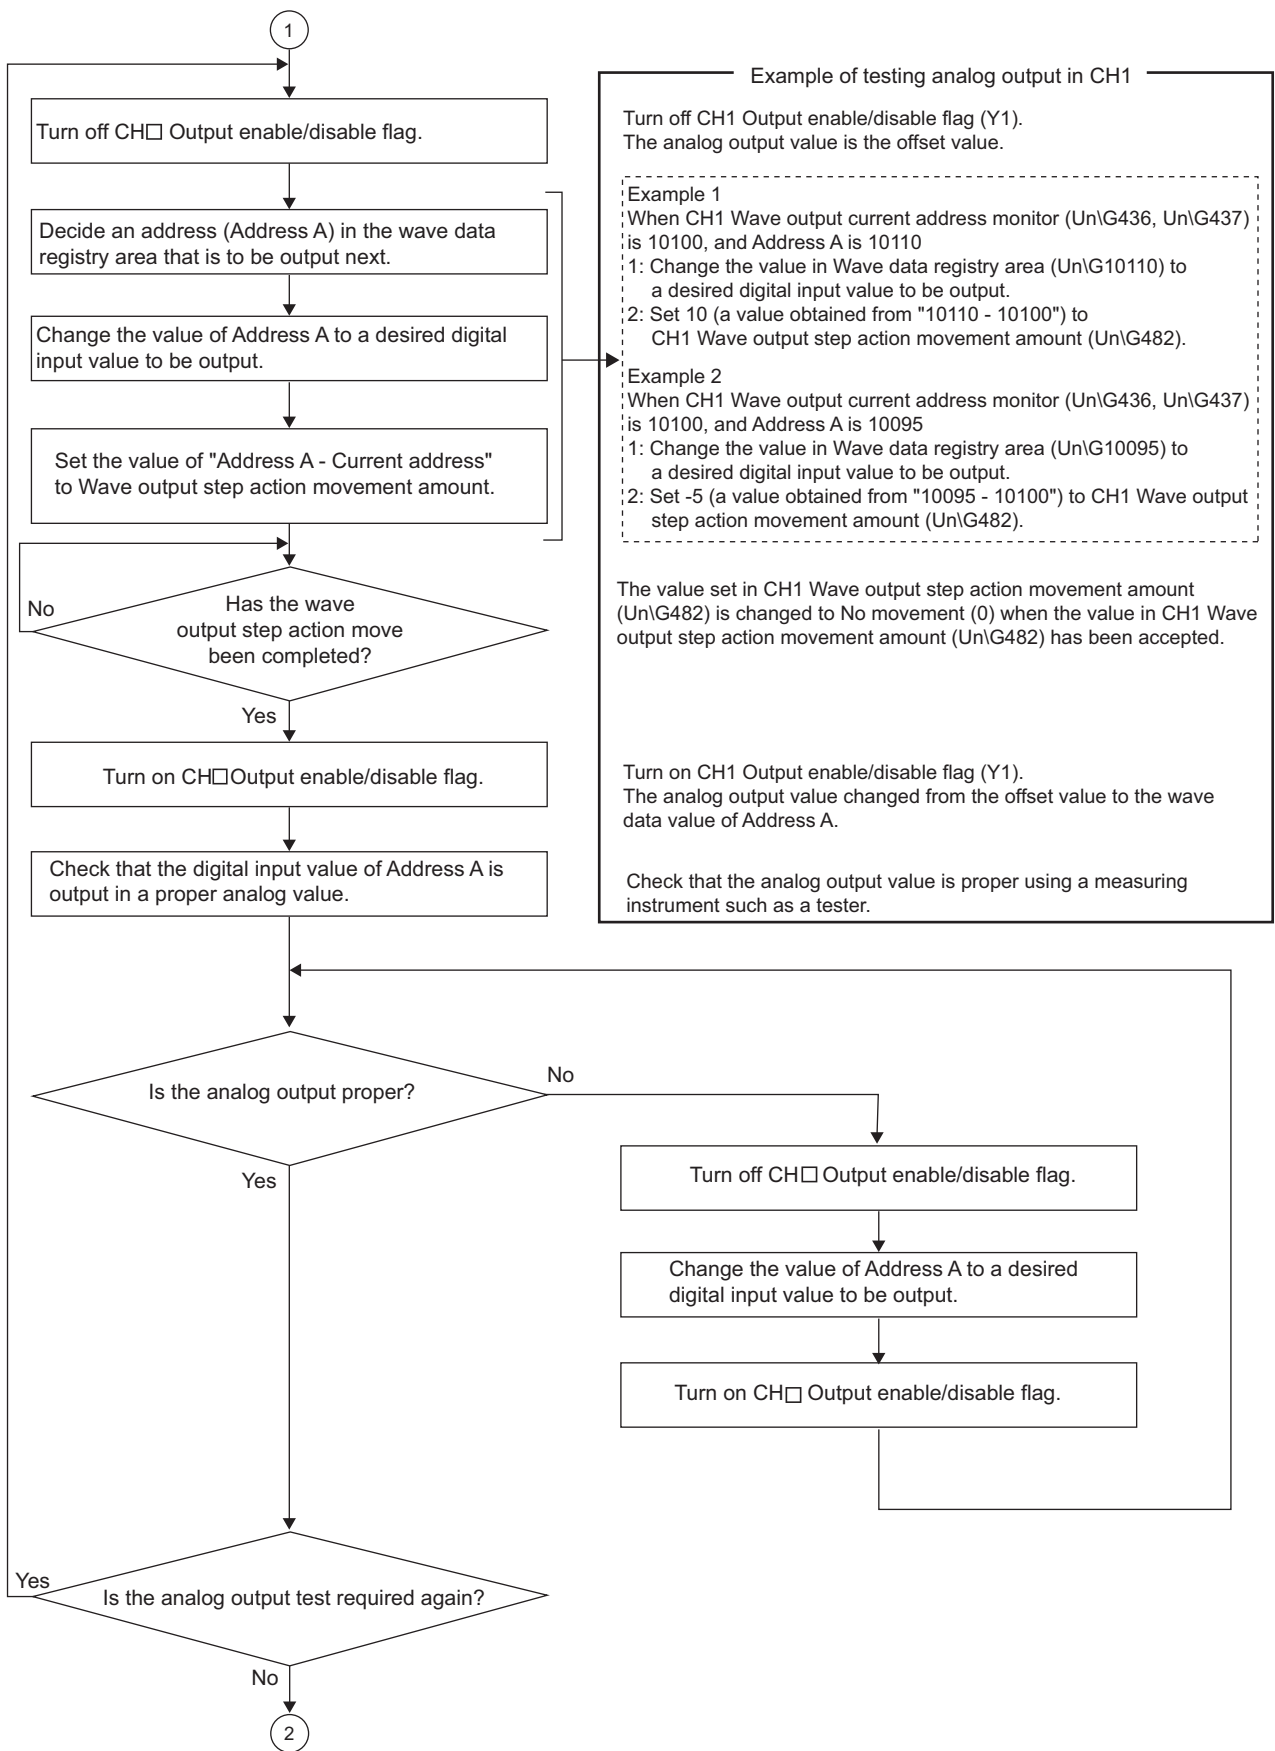 1
Turn off CH□ Output enable/disable flag.
Decide an address (Address A) in the wave data
registry area that is to be output next.
Change the value of Address A to a desired digital
input value to be output.
Set the value of "Address A - Current address"
to Wave output step action movement amount.
Has the wave
output step action move
been completed?
No
Yes
Turn on CH□Output enable/disable flag.
Check that the digital input value of Address A is
output in a proper analog value.
Example of testing analog output in CH1
Turn off CH1 Output enable/disable flag (Y1).
The analog output value is the offset value.
Example 1
When CH1 Wave output current address monitor (Un\G436, Un\G437)
is 10100, and Address A is 10110
1: Change the value in Wave data registry area (Un\G10110) to
a desired digital input value to be output.
2: Set 10 (a value obtained from "10110 - 10100") to
CH1 Wave output step action movement amount (Un\G482).
Example 2
When CH1 Wave output current address monitor (Un\G436, Un\G437)
is 10100, and Address A is 10095
1: Change the value in Wave data registry area (Un\G10095) to
a desired digital input value to be output.
2: Set -5 (a value obtained from "10095 - 10100") to CH1 Wave output
step action movement amount (Un\G482).
The value set in CH1 Wave output step action movement amount
(Un\G482) is changed to No movement (0) when the value in CH1 Wave
output step action movement amount (Un\G482) has been accepted.
Turn on CH1 Output enable/disable flag (Y1).
The analog output value changed from the offset value to the wave
data value of Address A.
Check that the analog output value is proper using a measuring
instrument such as a tester.
Is the analog output proper?
No
Yes
Turn off CH□ Output enable/disable flag.
Change the value of Address A to a desired
digital input value to be output.
Turn on CH□ Output enable/disable flag.
Yes
Is the analog output test required again?
No
2